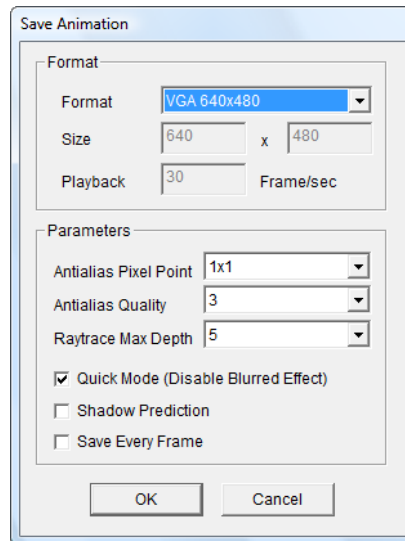 Save Animation
Format
Format VGA 640x480
Size 640 x 480
Playback 30 Frame/sec
Parameters
Antialias Pixel Point 1x1
Antialias Quality 3
Raytrace Max Depth 5
Quick Mode (Disable Blurred Effect)
Shadow Prediction
Save Every Frame
OK Cancel